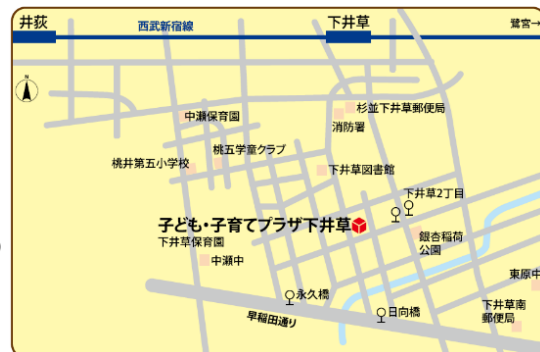 井荻
西武新宿線
下井草
鷺宮→
N
中瀬保育園
杉並下井草郵便局
消防署
桃五学童クラブ
桃井第五小学校
下井草図書館
下井草2丁目
子ども・子育てプラザ下井草
下井草保育園
銀杏稲荷
公園
中瀬中
東原中
永久橋
下井草南
郵便局
早稲田通り
日向橋